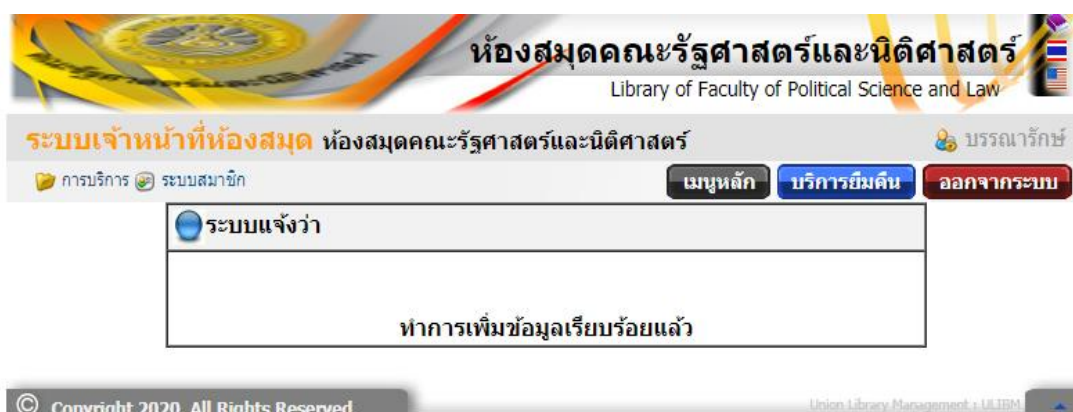 ห้องสมุดคณะรัฐศาสตร์และนิติศาสตร์
Library of Faculty of Political Science and Law
ระบบเจ้าหน้าที่ห้องสมุด ห้องสมุดคณะรัฐศาสตร์และนิติศาสตร์ บรรณารักษ์
การบริการ ระบบสมาชิก เมนูหลัก บริการยืมคืน ออกจากระบบ
ระบบแจ้งว่า
ทำการเพิ่มข้อมูลเรียบร้อยแล้ว
© Copyright 2020. All Rights Reserved Union Library Management : ULIBM